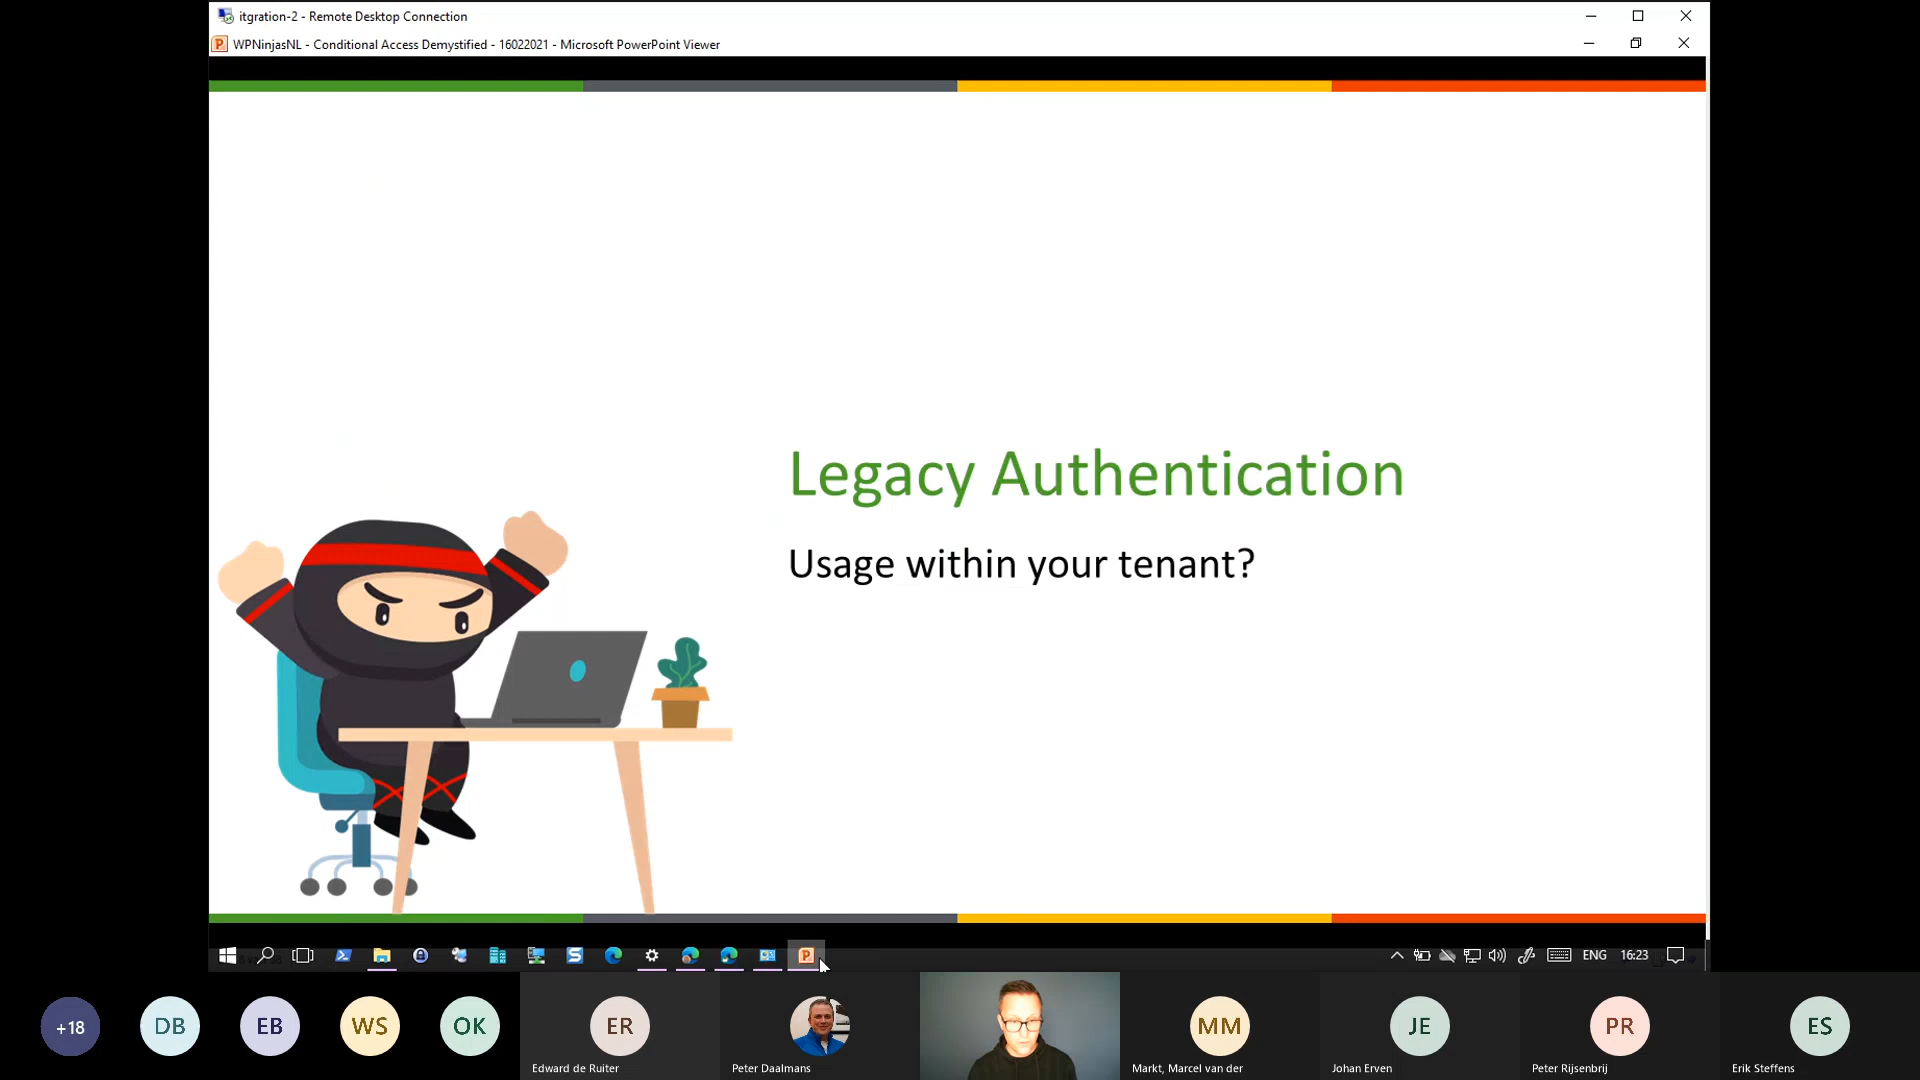 itgration-2 - Remote Desktop Connection
WPNinjasNL - Conditional Access Demystified - 16022021 - Microsoft PowerPoint Viewer
Legacy Authentication
Usage within your tenant?
ENG 16:23
+18 DB EB WS OK ER MM JE PR ES
Edward de Ruiter Peter Daalmans Markt, Marcel van der Johan Erven Peter Rijsenbrij Erik Steffens